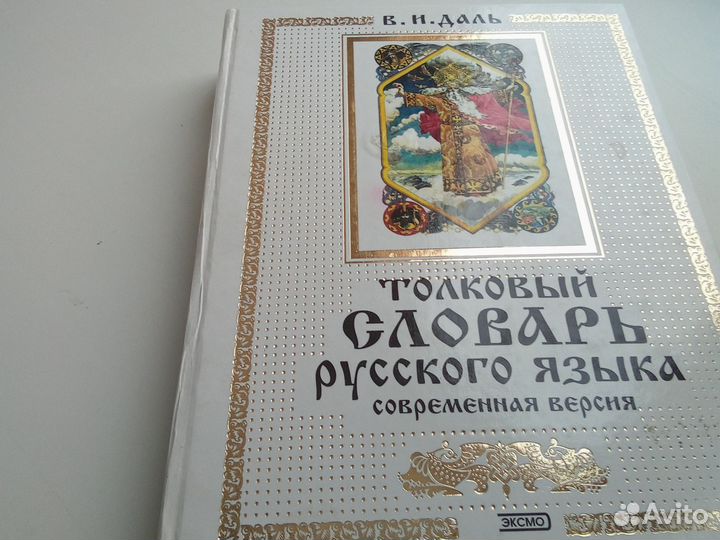 В. И. ДАЛЬ
ТОЛКОВЫЙ
СЛОВАРЬ
РУССКОГО ЯЗЫКА
СОВРЕМЕННАЯ ВЕРСИЯ
ЭКСМО
Avito